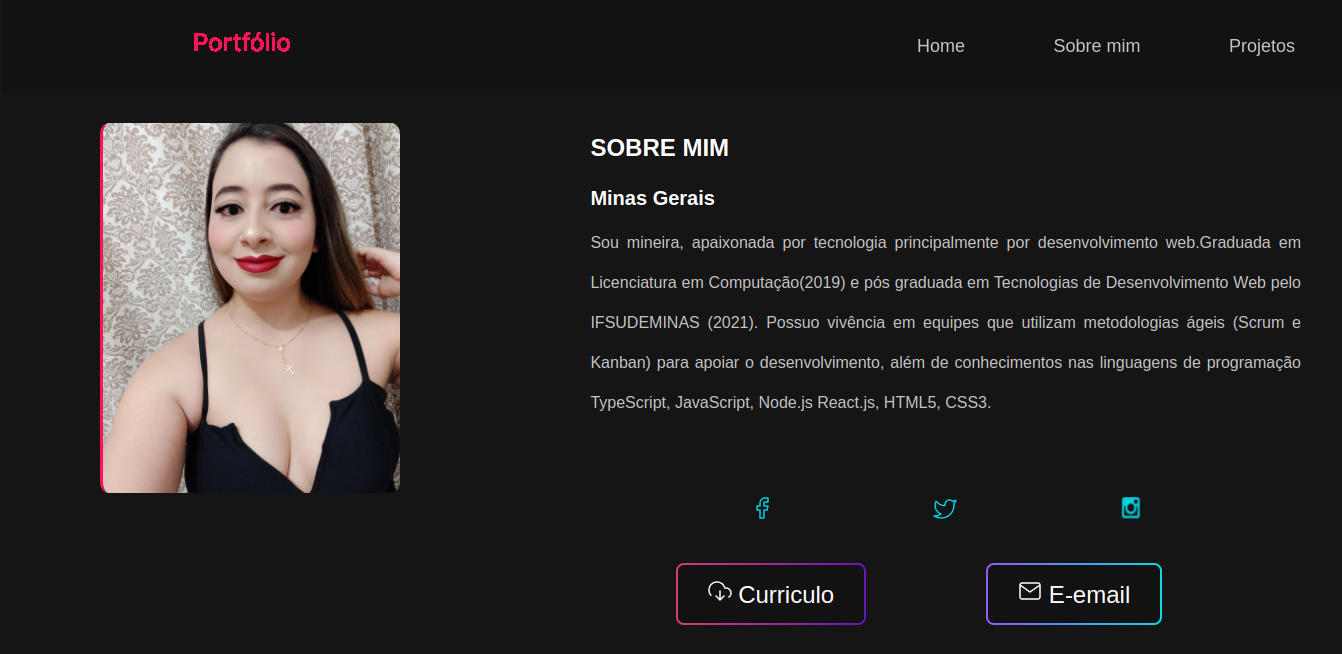 Portfólio
Home
Sobre mim
Projetos
SOBRE MIM
Minas Gerais
Sou mineira, apaixonada por tecnologia principalmente por desenvolvimento web.Graduada em
Licenciatura em Computação(2019) e pós graduada em Tecnologias de Desenvolvimento Web pelo
IFSUDEMINAS (2021). Possuo vivência em equipes que utilizam metodologias ágeis (Scrum e
Kanban) para apoiar o desenvolvimento, além de conhecimentos nas linguagens de programação
TypeScript, JavaScript, Node.js React.js, HTML5, CSS3.
Curriculo
E-email